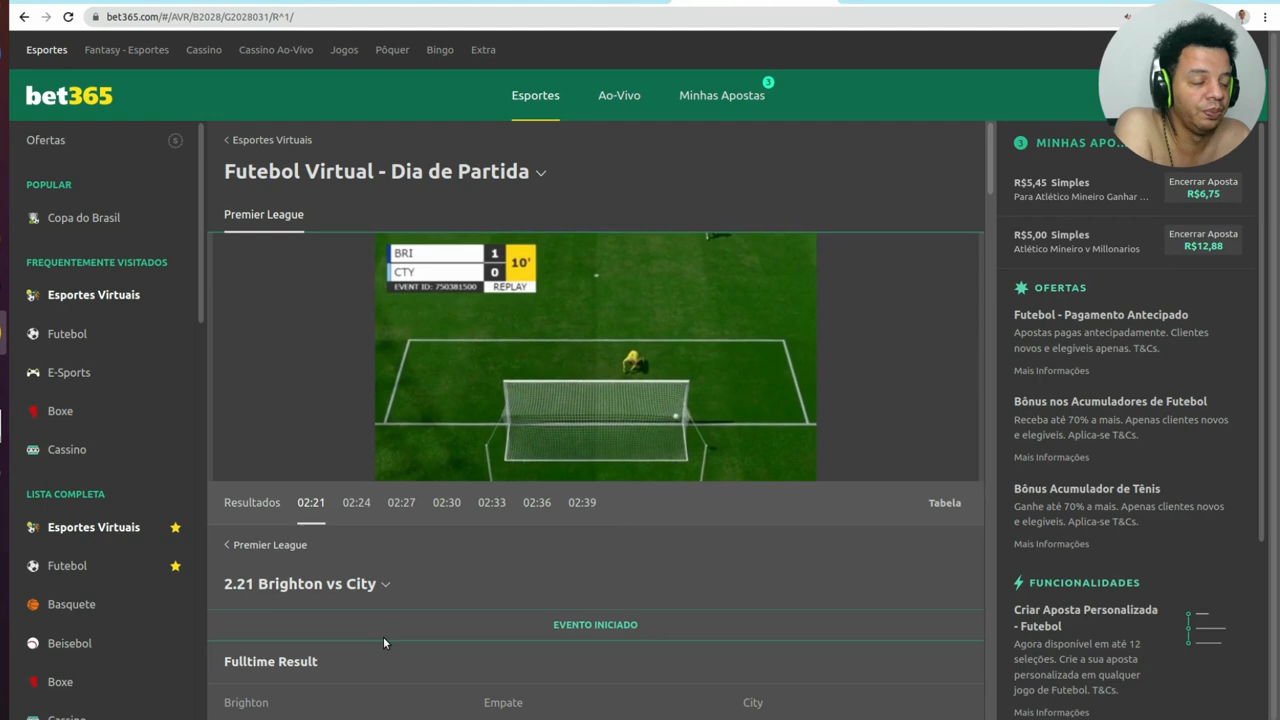 bet365.com/#/AVR/B2028/G2028031/R^1/
Esportes
Fantasy - Esportes
Cassino
Cassino Ao-Vivo
Jogos
Pôquer
Bingo
Extra
bet365
Esportes
Ao-Vivo
Minhas Apostas
3
Ofertas
5
POPULAR
Copa do Brasil
FREQUENTEMENTE VISITADOS
Esportes Virtuais
Futebol
E-Sports
Boxe
Cassino
LISTA COMPLETA
Esportes Virtuais
Futebol
Basquete
Beisebol
Boxe
Cassino
Esportes Virtuais
Futebol Virtual - Dia de Partida
Premier League
BRI 1
CTY 0
10'
EVENT ID: 750381500 REPLAY
Resultados 02:21 02:24 02:27 02:30 02:33 02:36 02:39
Tabela
Premier League
2.21 Brighton vs City
EVENTO INICIADO
Fulltime Result
Brighton Empate City
3 MINHAS APO...
R$5,45 Simples
Para Atlético Mineiro Ganhar ...
Encerrar Aposta
R$6,75
R$5,00 Simples
Atlético Mineiro v Millonarios
Encerrar Aposta
R$12,88
OFERTAS
Futebol - Pagamento Antecipado
Apostas pagas antecipadamente. Clientes
novos e elegíveis apenas. T&Cs.
Mais Informações
Bônus nos Acumuladores de Futebol
Receba até 70% a mais. Apenas clientes novos
e elegíveis. Aplica-se T&Cs.
Mais Informações
Bônus Acumulador de Tênis
Ganhe até 70% a mais. Apenas clientes novos
e elegíveis. Aplica-se T&Cs.
Mais Informações
FUNCIONALIDADES
Criar Aposta Personalizada
- Futebol
Agora disponível em até 12
seleções. Crie a sua aposta
personalizada em qualquer
jogo de Futebol. T&Cs.
Mais Informações